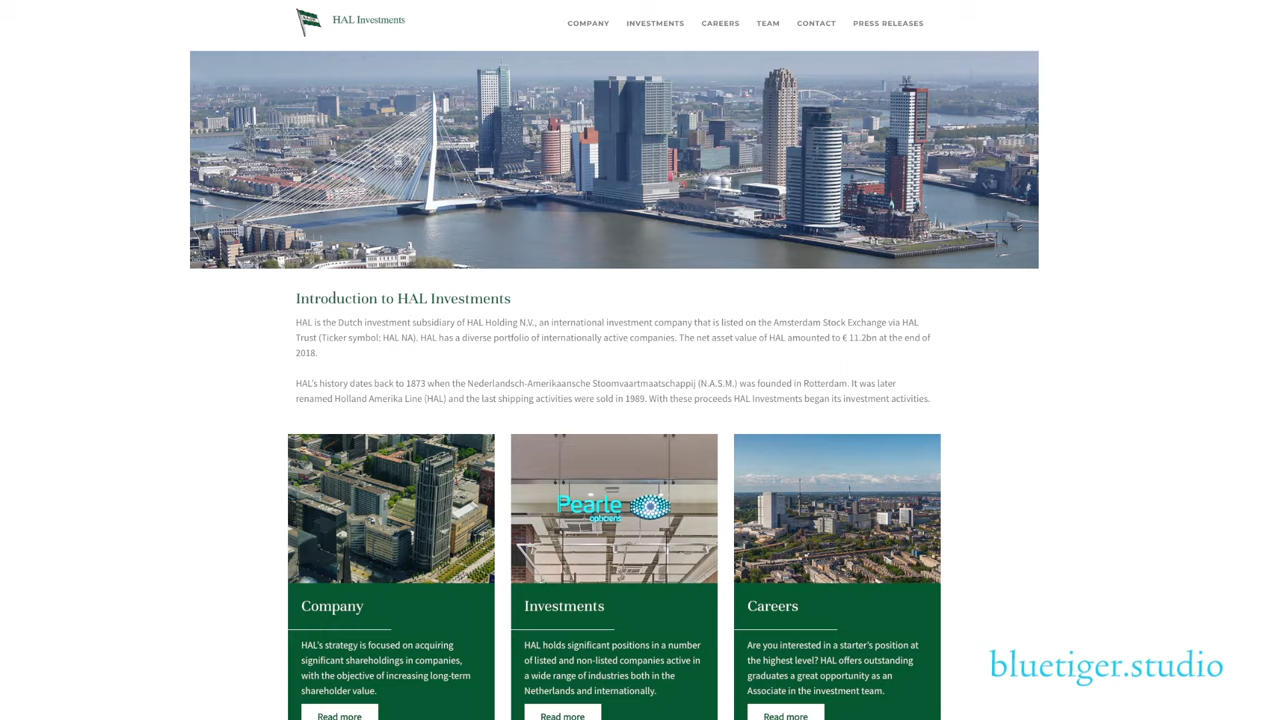 HAL Investments
COMPANY INVESTMENTS CAREERS TEAM CONTACT PRESS RELEASES
Introduction to HAL Investments
HAL is the Dutch investment subsidiary of HAL Holding N.V., an international investment company that is listed on the Amsterdam Stock Exchange via HAL
Trust (Ticker symbol: HAL NA). HAL has a diverse portfolio of internationally active companies. The net asset value of HAL amounted to € 11.2bn at the end of
2018.
HAL's history dates back to 1873 when the Nederlandsch-Amerikaansche Stoomvaartmaatschappij (N.A.S.M.) was founded in Rotterdam. It was later
renamed Holland Amerika Line (HAL) and the last shipping activities were sold in 1989. With these proceeds HAL Investments began its investment activities.
Pearle
opticiens
Company
HAL's strategy is focused on acquiring
significant shareholdings in companies,
with the objective of increasing long-term
shareholder value.
Read more
Investments
HAL holds significant positions in a number
of listed and non-listed companies active in
a wide range of industries both in the
Netherlands and internationally.
Read more
Careers
Are you interested in a starter's position at
the highest level? HAL offers outstanding
graduates a great opportunity as an
Associate in the investment team.
Read more
bluetiger.studio